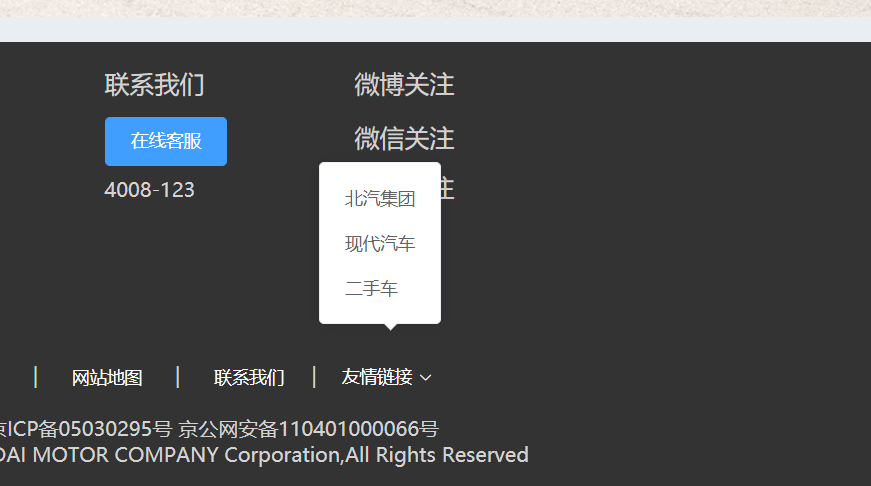 联系我们
微博关注
在线客服
微信关注
4008-123
注
北汽集团
现代汽车
二手车
| 网站地图 | 联系我们 | 友情链接
ICP备05030295号 京公网安备110401000066号
DAI MOTOR COMPANY Corporation,All Rights Reserved